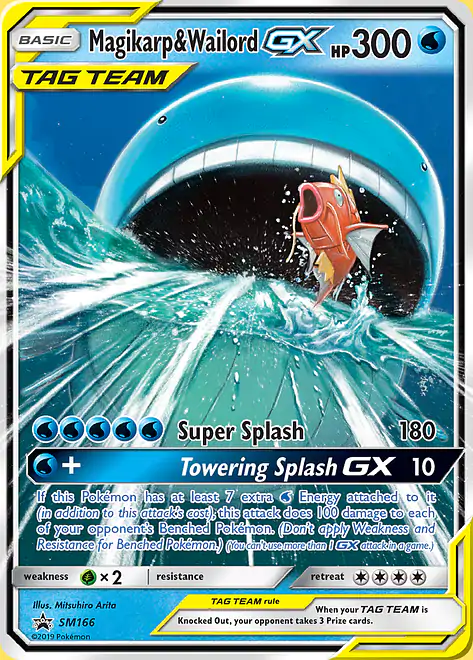 BASIC Magikarp&Wailord GX HP300
TAG TEAM
Super Splash 180
+ Towering Splash GX 10
If this Pokémon has at least 7 extra Energy attached to it
(in addition to this attack's cost), this attack does 100 damage to each
of your opponent's Benched Pokémon. (Don't apply Weakness and
Resistance for Benched Pokémon.) (You can't use more than 1 GX attack in a game.)
weakness ×2 resistance retreat
Illus. Mitsuhiro Arita
TAG TEAM rule
PROMO SM166
When your TAG TEAM is
Knocked Out, your opponent takes 3 Prize cards.
©2019 Pokémon